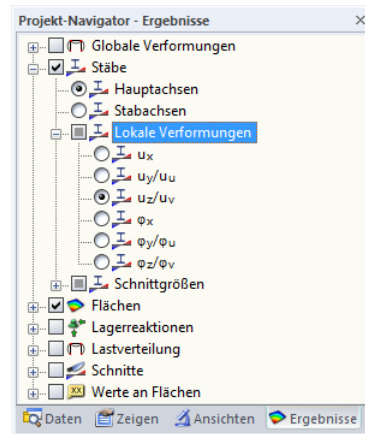 Projekt-Navigator - Ergebnisse
Globale Verformungen
Stäbe
Hauptachsen
Stabachsen
Lokale Verformungen
ux
uy/uu
uz/uv
φx
φy/φu
φz/φv
Schnittgrößen
Flächen
Lagerreaktionen
Lastverteilung
Schnitte
xx Werte an Flächen
Daten Zeigen Ansichten Ergebnisse